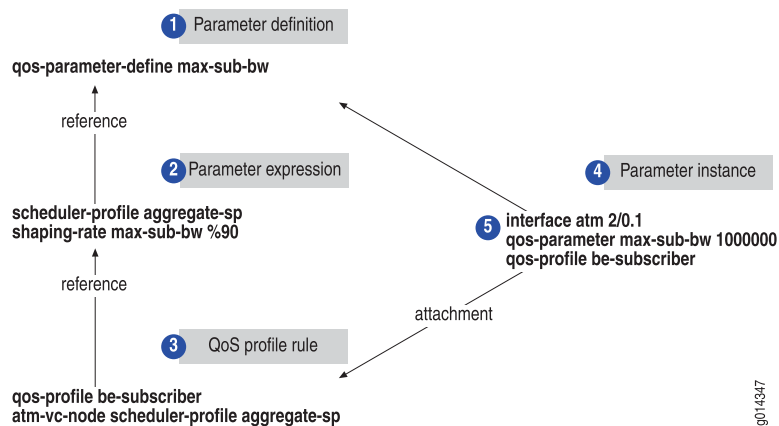 1 Parameter definition
qos-parameter-define max-sub-bw
reference
2 Parameter expression
scheduler-profile aggregate-sp
shaping-rate max-sub-bw %90
reference
3 QoS profile rule
qos-profile be-subscriber
atm-vc-node scheduler-profile aggregate-sp
4 Parameter instance
5 interface atm 2/0.1
qos-parameter max-sub-bw 1000000
qos-profile be-subscriber
attachment
g014347